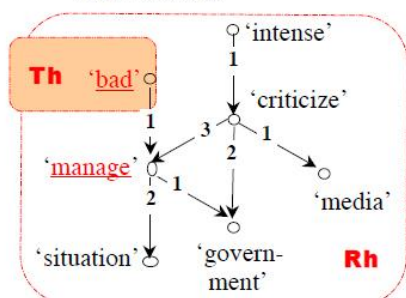 'intense'
1
Th 'bad'
'criticize'
1 3 2 1
'manage'
2 1
'media'
'situation' 'govern-
ment' Rh